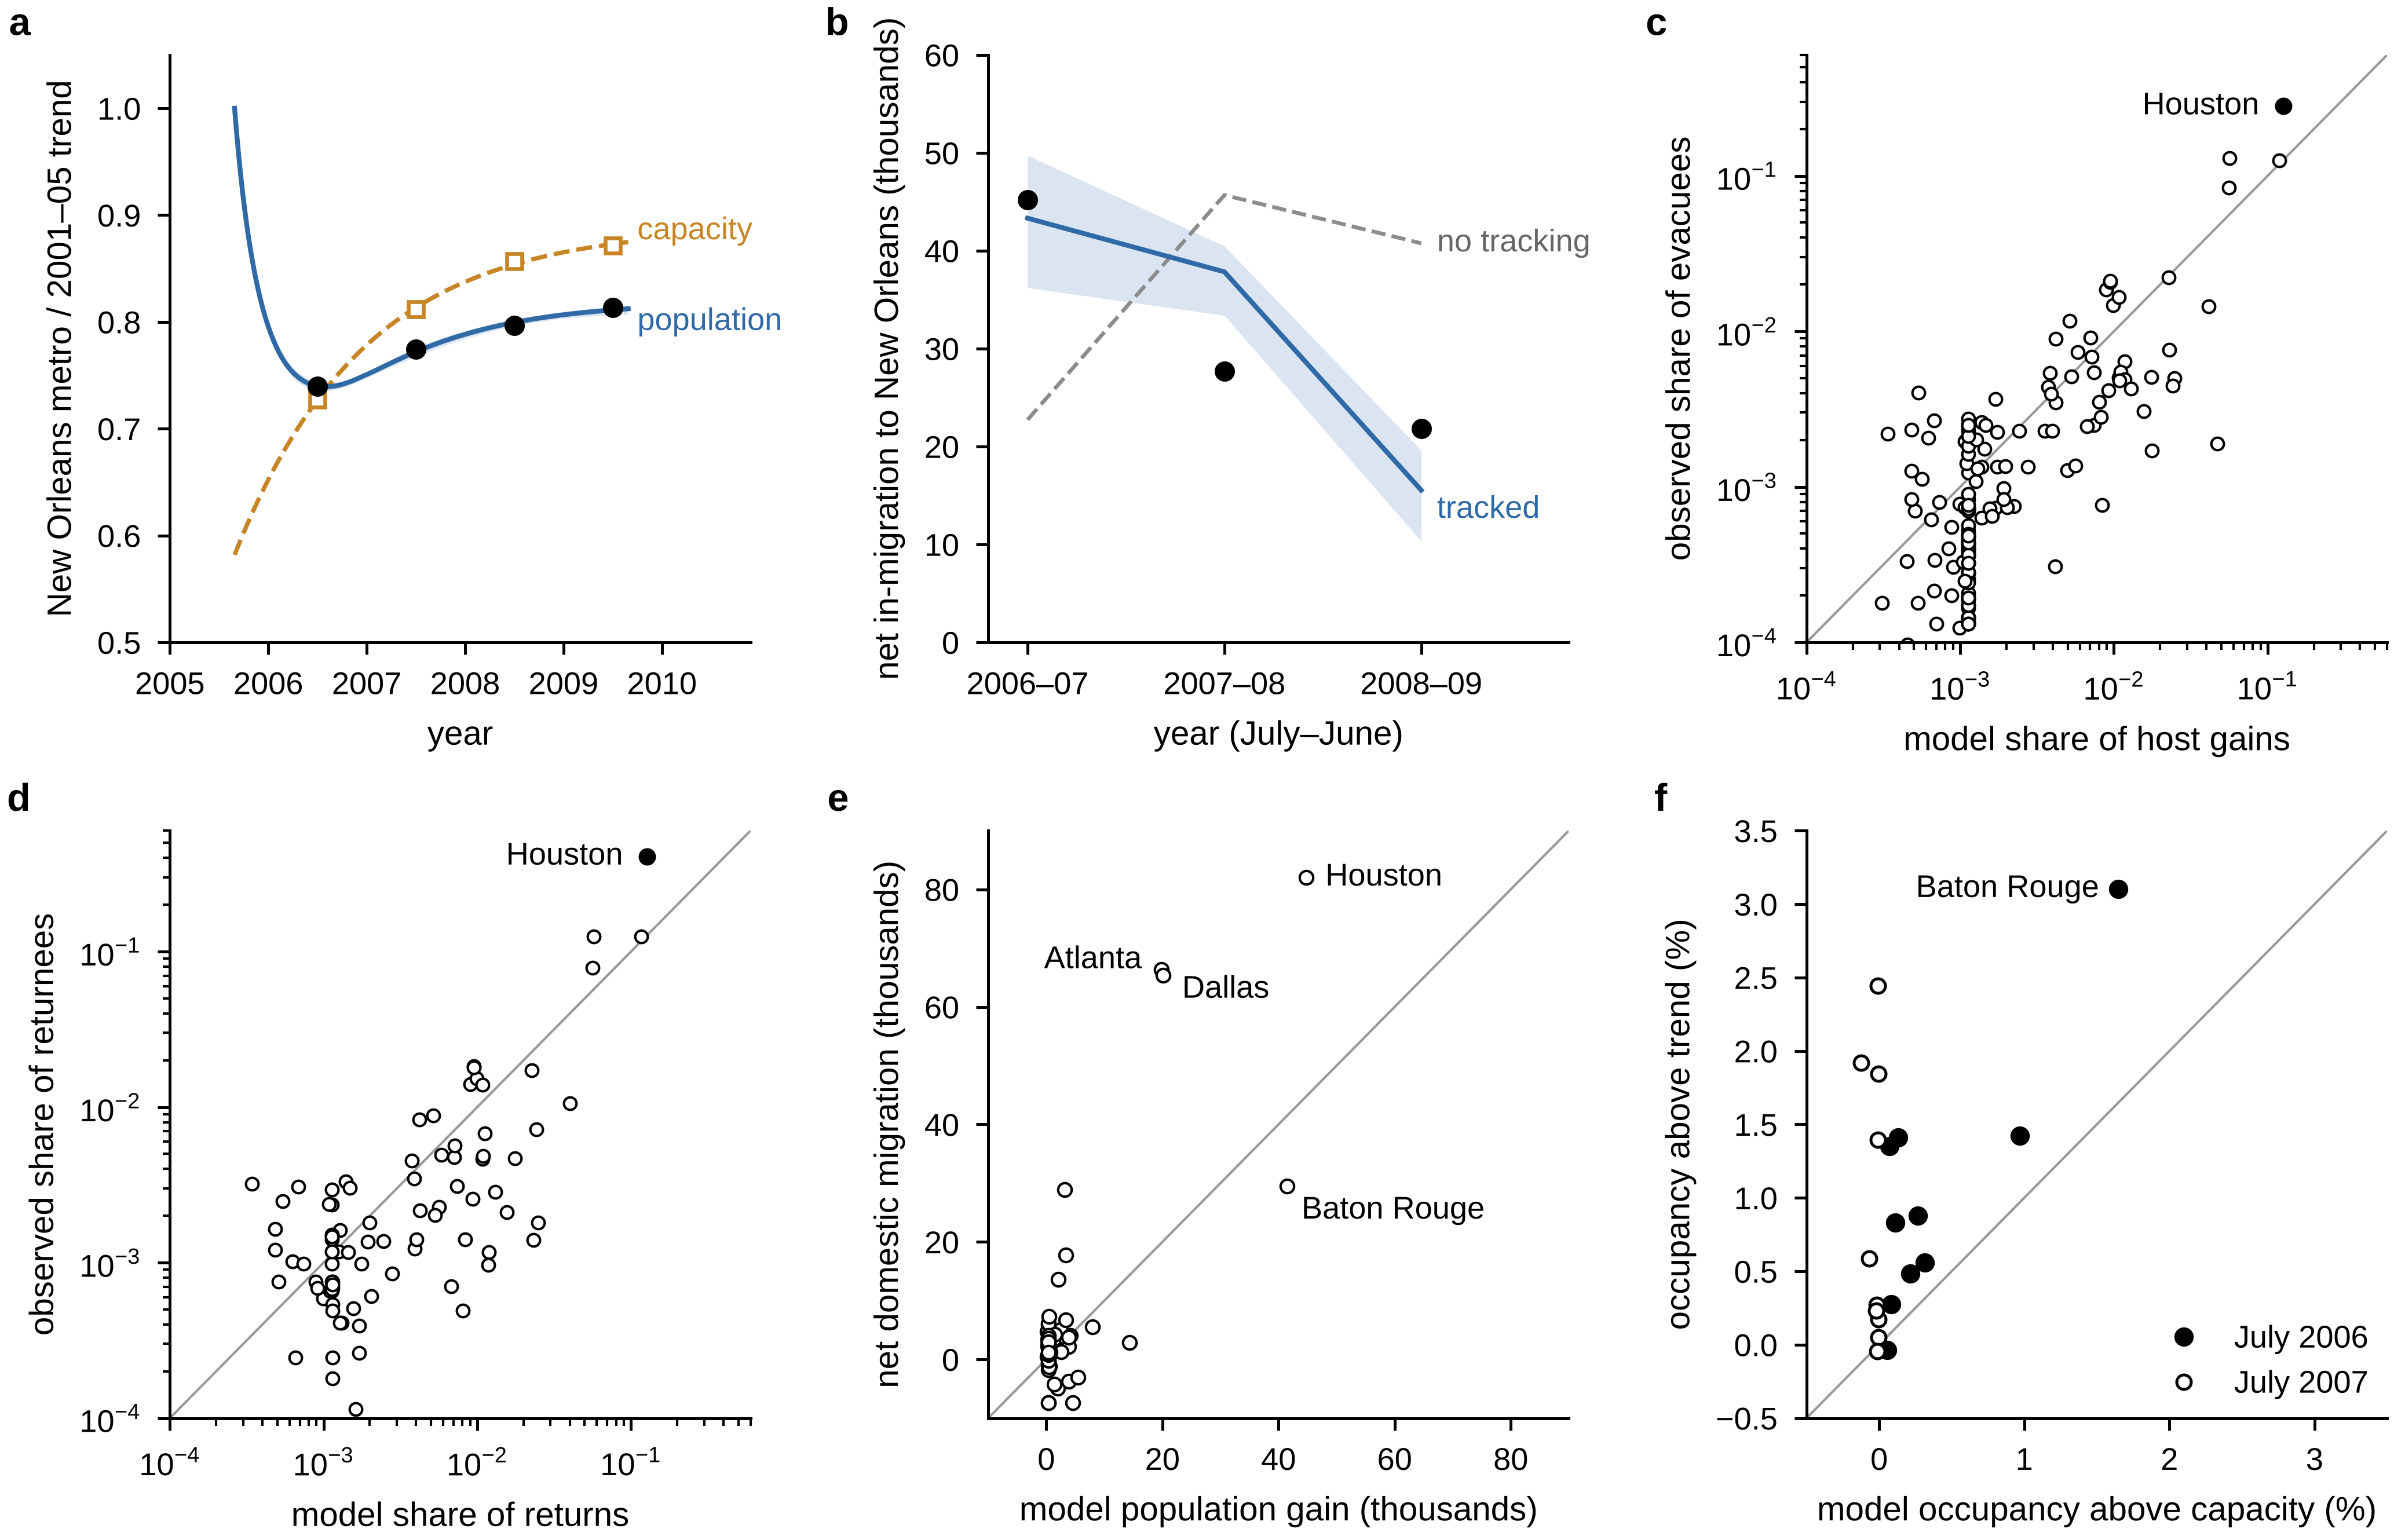 a
New Orleans metro / 2001–05 trend
1.0
0.9
0.8
0.7
0.6
0.5
capacity
population
2005 2006 2007 2008 2009 2010
year
b
net in-migration to New Orleans (thousands)
60
50
40
30
20
10
0
no tracking
tracked
2006–07 2007–08 2008–09
year (July–June)
c
observed share of evacuees
Houston
10−1
10−2
10−3
10−4
10−4 10−3 10−2 10−1
model share of host gains
d
observed share of returnees
Houston
10−1
10−2
10−3
10−4
10−4 10−3 10−2 10−1
model share of returns
e
net domestic migration (thousands)
80
60
40
20
0
Houston
Atlanta
Dallas
Baton Rouge
0 20 40 60 80
model population gain (thousands)
f
occupancy above trend (%)
3.5
3.0
2.5
2.0
1.5
1.0
0.5
0.0
−0.5
Baton Rouge
July 2006
July 2007
0 1 2 3
model occupancy above capacity (%)